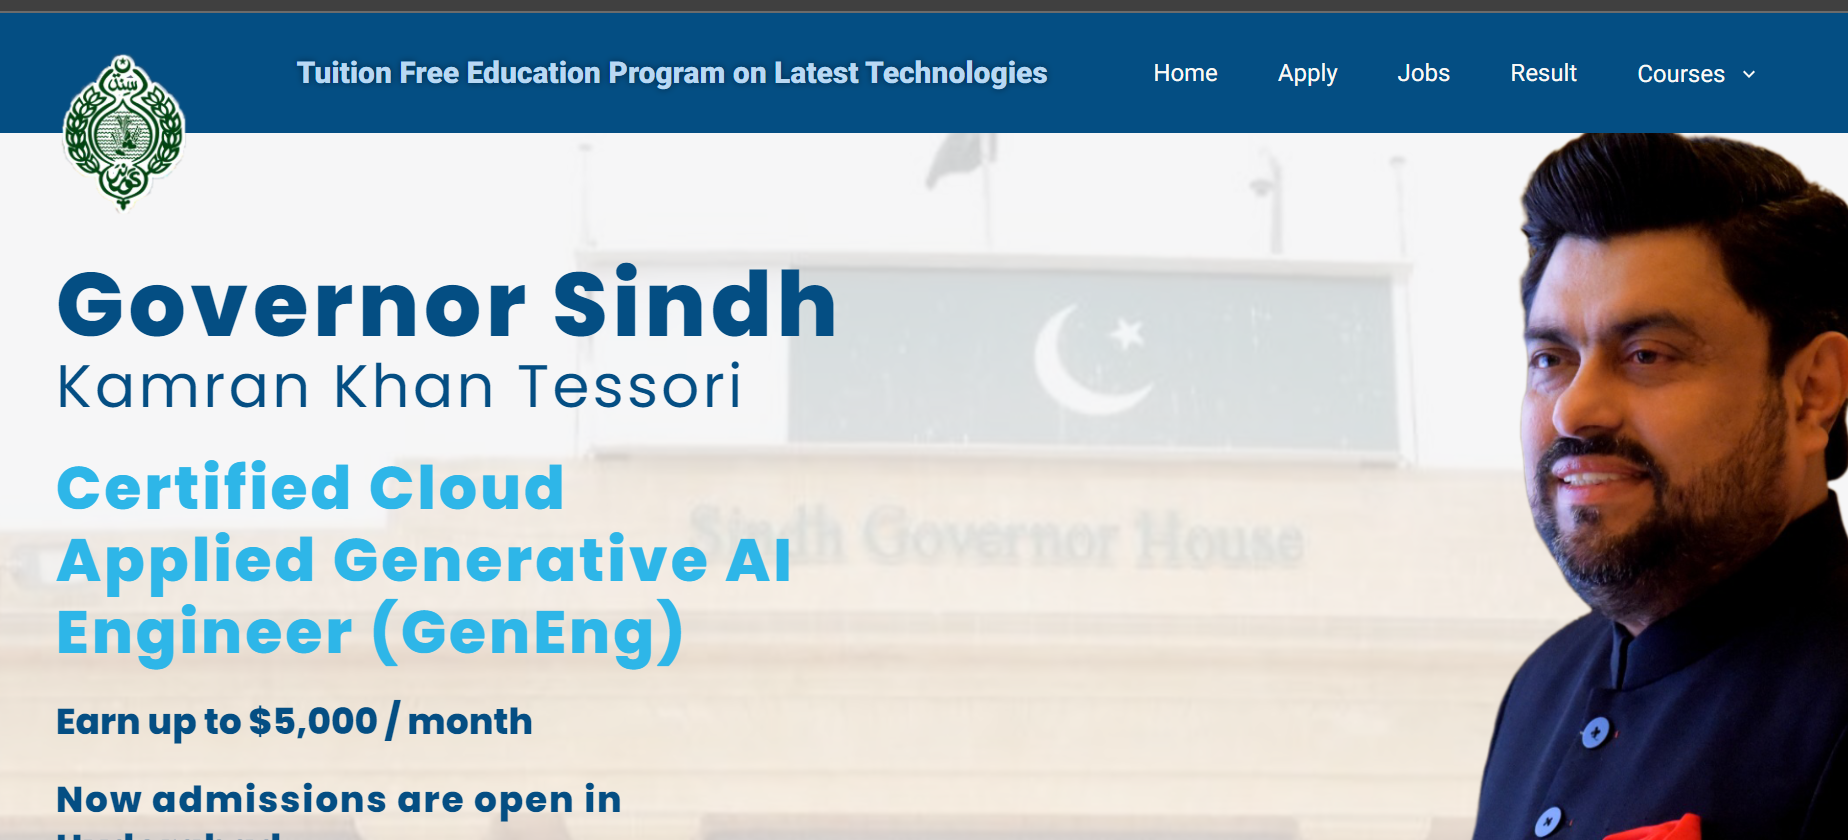 Tuition Free Education Program on Latest Technologies
Home
Apply
Jobs
Result
Courses
Governor Sindh
Kamran Khan Tessori
Certified Cloud
Applied Generative AI
Engineer (GenEng)
Sindh Governor House
Earn up to $5,000 / month
Now admissions are open in